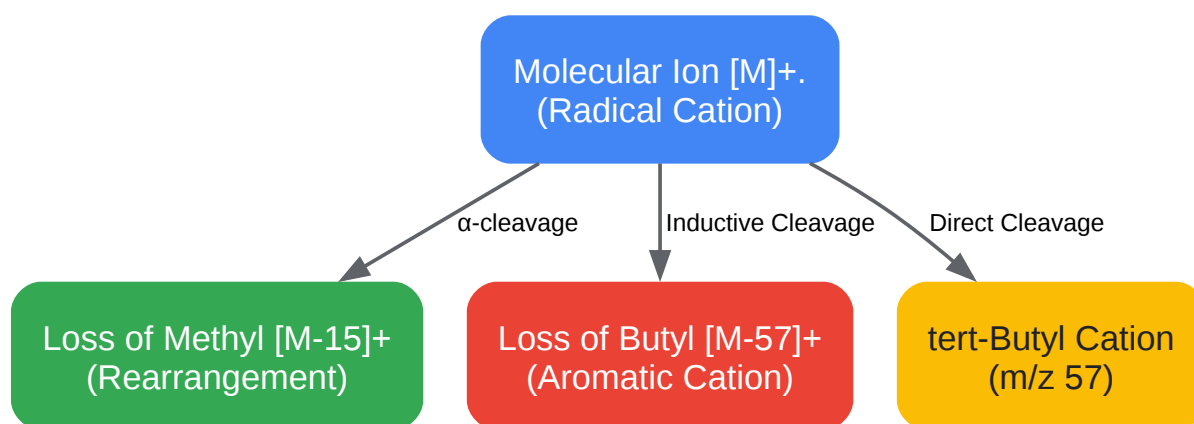 Molecular Ion [M]+.
(Radical Cation)
α-cleavage
Inductive Cleavage
Direct Cleavage
Loss of Methyl [M-15]+
(Rearrangement)
Loss of Butyl [M-57]+
(Aromatic Cation)
tert-Butyl Cation
(m/z 57)